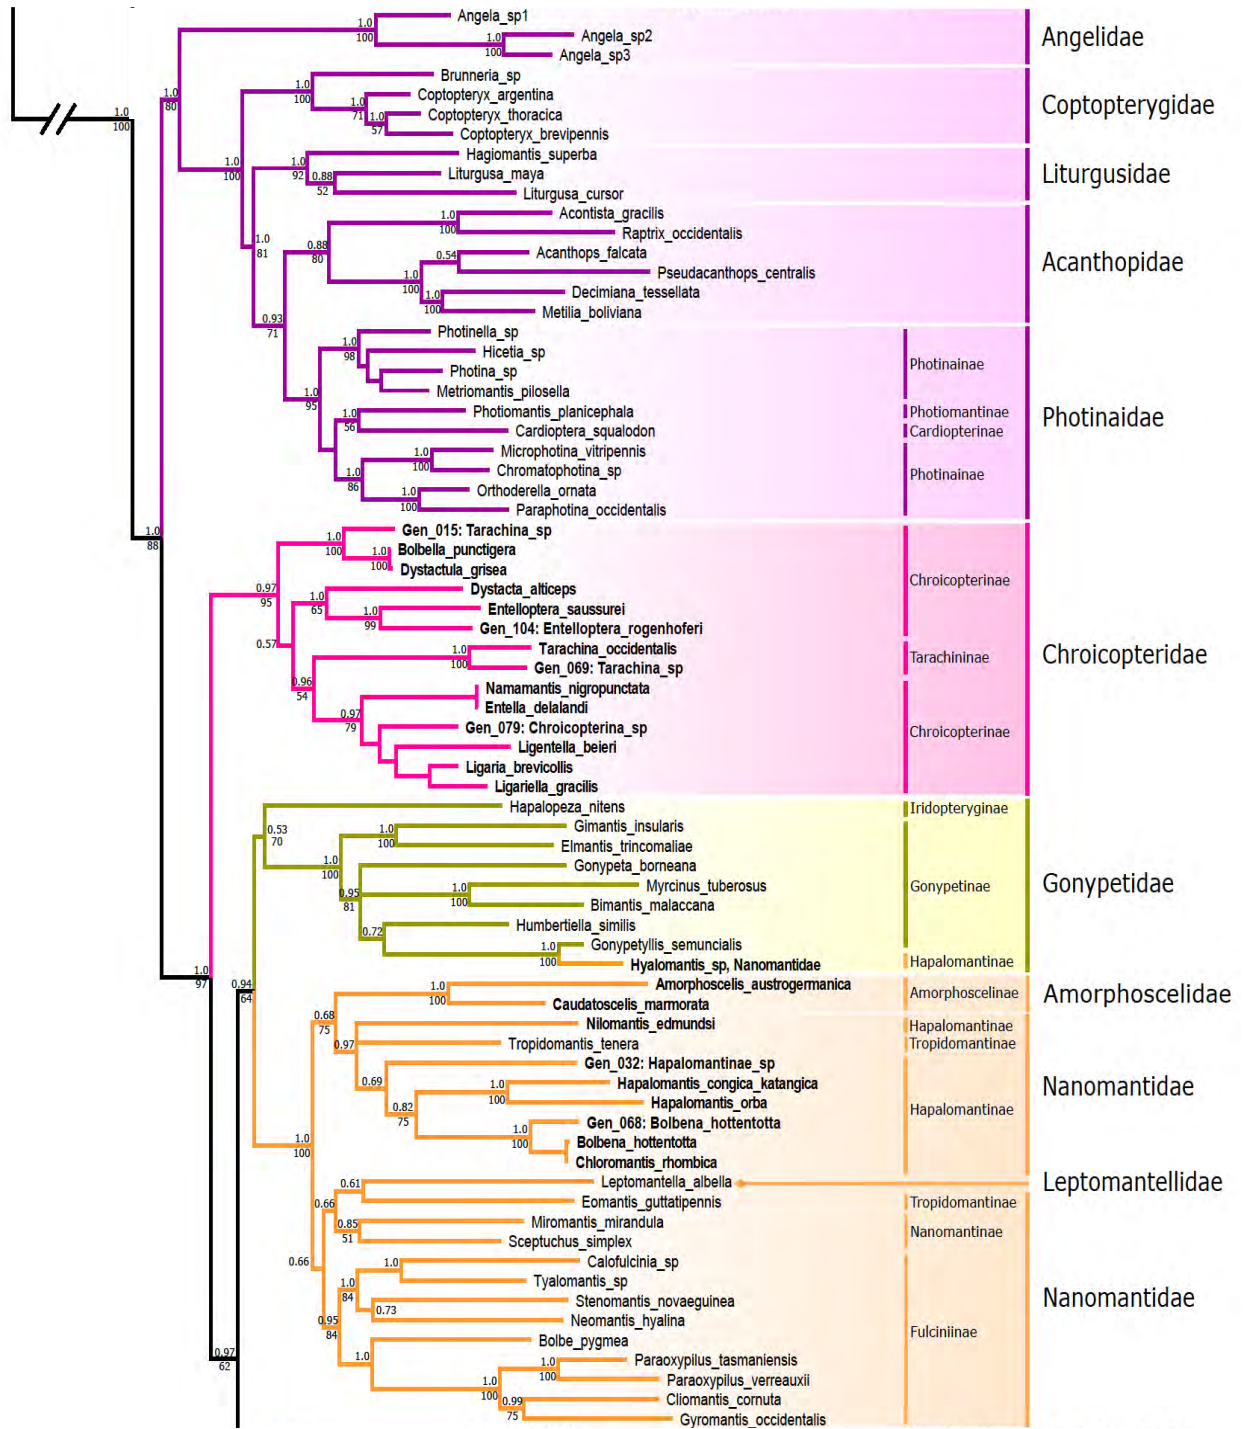 Angela_sp1
1.0
100
Angela_sp2
1.0
100
Angela_sp3
Angelidae
Brunneria_sp
1.0
100
1.0
80
Coptopteryx_argentina
1.0
71
Coptopteryx_thoracica
1.0
57
Coptopteryx_brevipennis
Coptopterygidae
1.0
100
Hagiomantis_superba
1.0
100
1.0
92
Liturgusa_maya
0.88
52
Liturgusa_cursor
Liturgusidae
Acontista_gracilis
1.0
100
Raptrix_occidentalis
1.0
81
0.88
80
Acanthops_falcata
0.54
Pseudacanthops_centralis
1.0
100
Decimiana_tessellata
1.0
100
Metilia_boliviana
Acanthopidae
0.93
71
Photinella_sp
1.0
98
Hicetia_sp
Photina_sp
Metriomantis_pilosella
Photinainae
1.0
95
Photiomantis_planicephala
Photiomantinae
1.0
56
Cardioptera_squalodon
Cardiopterinae
Photinaidae
Microphotina_vitripennis
1.0
100
Chromatophotina_sp
Photinainae
1.0
86
Orthoderella_ornata
1.0
100
Paraphotina_occidentalis
1.0
88
Gen_015: Tarachina_sp
1.0
100
Bolbella_punctigera
1.0
100
Dystactula_grisea
Chroicopterinae
0.97
95
Dystacta_alticeps
1.0
65
Entelloptera_saussurei
1.0
99
Gen_104: Entelloptera_rogenhoferi
0.57
Tarachina_occidentalis
1.0
100
Gen_069: Tarachina_sp
Tarachininae
Chroicopteridae
0.96
54
Namamantis_nigropunctata
Entella_delalandi
0.97
79
Gen_079: Chroicopterina_sp
Chroicopterinae
Ligentella_beieri
Ligaria_brevicollis
Ligariella_gracilis
Hapalopeza_nitens
Iridopteryginae
0.53
70
Gimantis_insularis
1.0
100
Elmantis_trincomaliae
1.0
100
Gonypeta_borneana
Myrcinus_tuberosus
1.0
100
0.95
81
Bimantis_malaccana
Gonypetinae
Gonypetidae
Humbertiella_similis
0.72
Gonypetyllis_semuncialis
1.0
100
Hyalomantis_sp, Nanomantidae
Hapalomantinae
1.0
97
0.94
64
Amorphoscelis_austrogermanica
1.0
100
Caudatoscelis_marmorata
Amorphoscelinae
Amorphoscelidae
0.68
75
Nilomantis_edmundsi
Hapalomantinae
0.97
Tropidomantis_tenera
Tropidomantinae
Gen_032: Hapalomantinae_sp
0.69
Hapalomantis_congica_katangica
1.0
100
Hapalomantis_orba
Nanomantidae
0.82
75
Hapalomantinae
Gen_068: Bolbena_hottentotta
1.0
100
Bolbena_hottentotta
Chloromantis_rhombica
1.0
100
Leptomantella_albella
Leptomantellidae
0.61
Eomantis_guttatipennis
Tropidomantinae
0.66
Miromantis_mirandula
0.85
51
Sceptuchus_simplex
Nanomantinae
0.66
Calofulcinia_sp
1.0
Tyalomantis_sp
1.0
84
Stenomantis_novaeguinea
0.73
Neomantis_hyalina
Nanomantidae
0.95
84
Fulciniinae
Bolbe_pygmea
1.0
Paraoxypilus_tasmaniensis
1.0
100
Paraoxypilus_verreauxii
1.0
100
Cliomantis_cornuta
0.99
75
Gyromantis_occidentalis
0.97
62